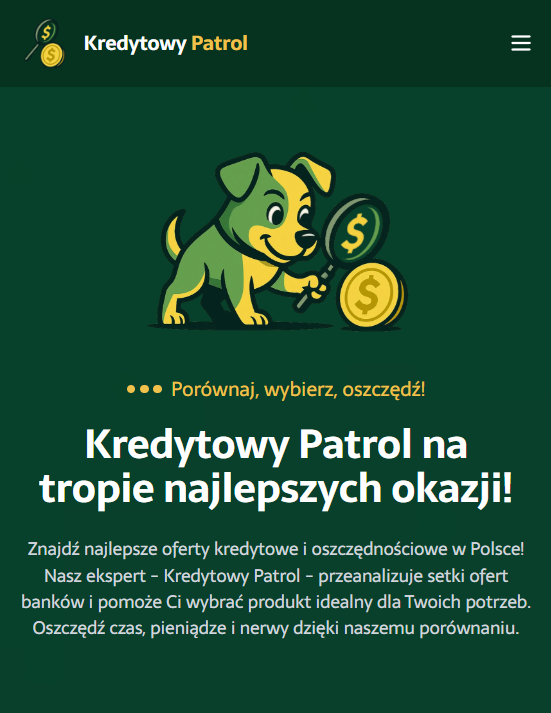 Kredytowy Patrol
$
$
$
$
Porównaj, wybierz, oszczędź!
Kredytowy Patrol na
tropie najlepszych okazji!
Znajdź najlepsze oferty kredytowe i oszczędnościowe w Polsce!
Nasz ekspert – Kredytowy Patrol – przeanalizuje setki ofert
banków i pomoże Ci wybrać produkt idealny dla Twoich potrzeb.
Oszczędź czas, pieniądze i nerwy dzięki naszemu porównaniu.